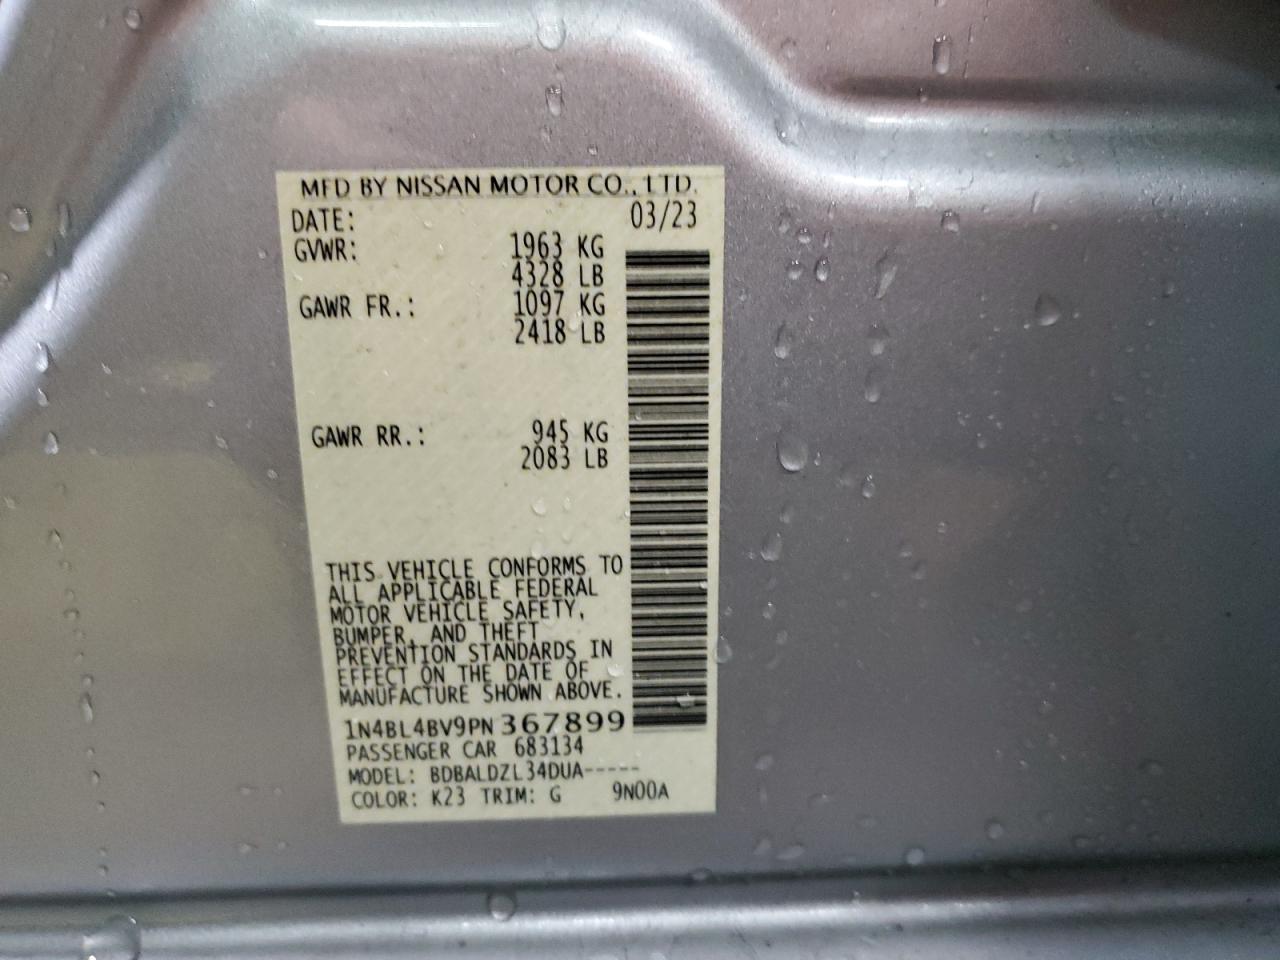 MFD BY NISSAN MOTOR CO., LTD.
DATE: 03/23
GVWR: 1963 KG
4328 LB
GAWR FR.: 1097 KG
2418 LB
GAWR RR.: 945 KG
2083 LB
THIS VEHICLE CONFORMS TO
ALL APPLICABLE FEDERAL
MOTOR VEHICLE SAFETY,
BUMPER, AND THEFT
PREVENTION STANDARDS IN
EFFECT ON THE DATE OF
MANUFACTURE SHOWN ABOVE.
1N4BL4BV9PN367899
PASSENGER CAR 683134
MODEL: BDBALDZL34DUA-----
COLOR: K23 TRIM: G 9N00A